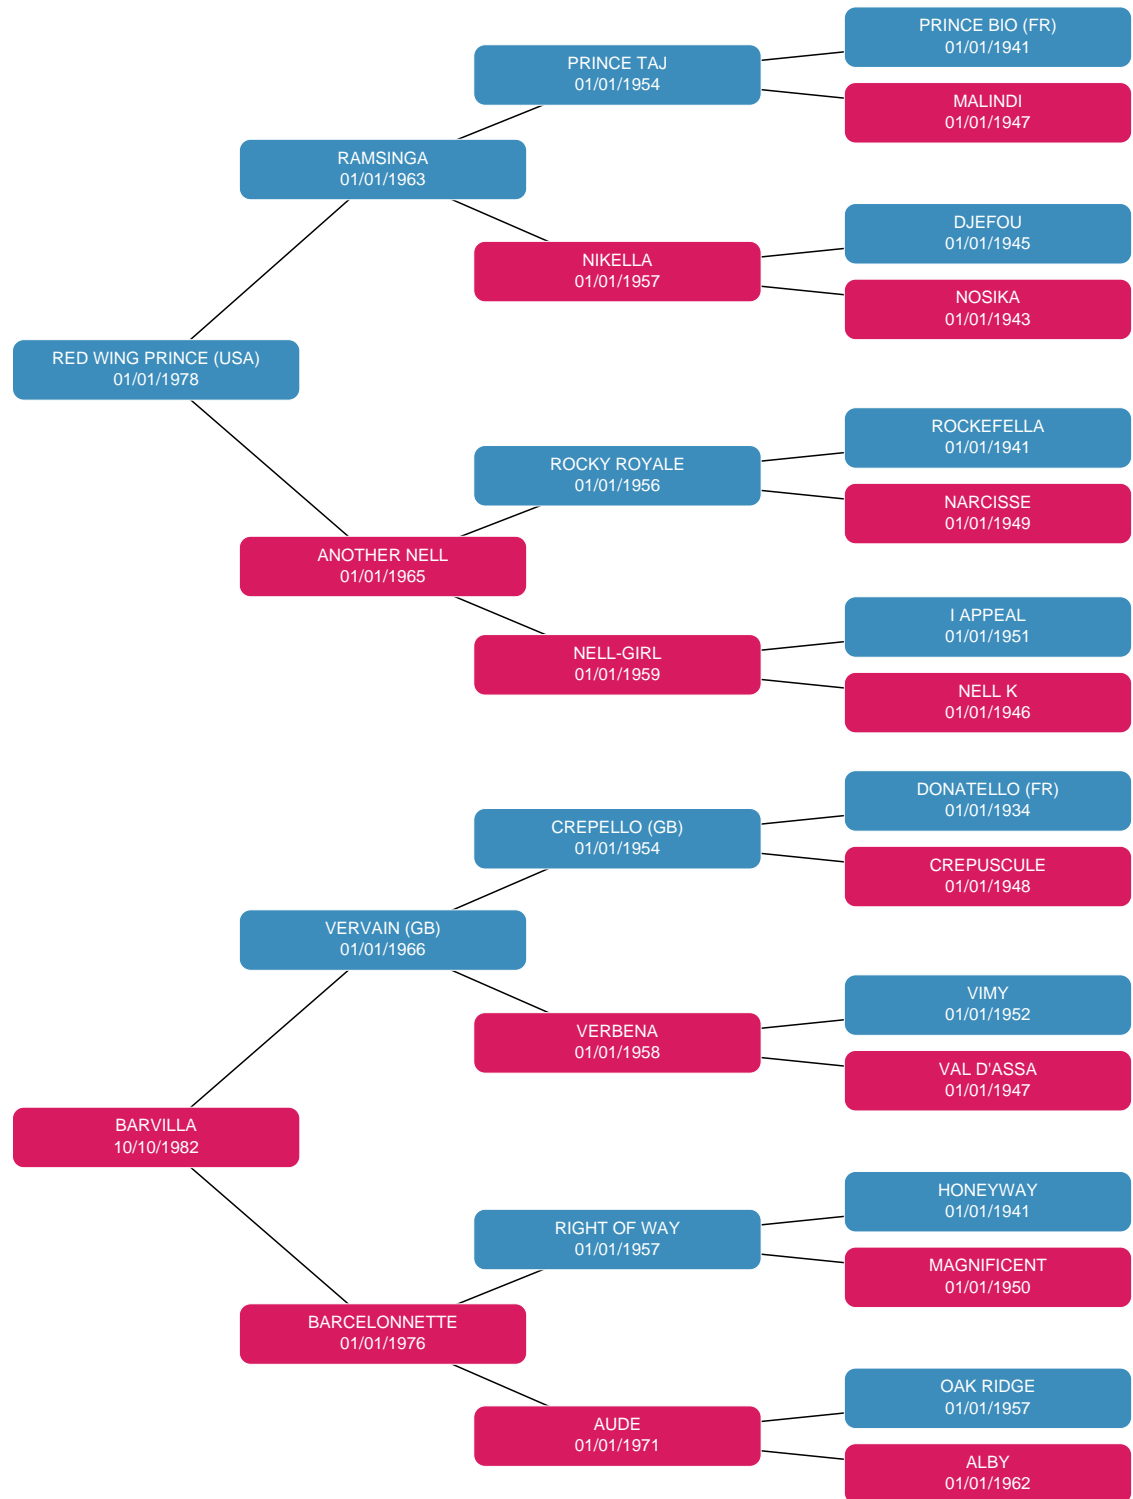 PRINCE BIO (FR)
01/01/1941
PRINCE TAJ
01/01/1954
MALINDI
01/01/1947
RAMSINGA
01/01/1963
DJEFOU
01/01/1945
NIKELLA
01/01/1957
NOSIKA
01/01/1943
RED WING PRINCE (USA)
01/01/1978
ROCKEFELLA
01/01/1941
ROCKY ROYALE
01/01/1956
NARCISSE
01/01/1949
ANOTHER NELL
01/01/1965
I APPEAL
01/01/1951
NELL-GIRL
01/01/1959
NELL K
01/01/1946
DONATELLO (FR)
01/01/1934
CREPELLO (GB)
01/01/1954
CREPUSCULE
01/01/1948
VERVAIN (GB)
01/01/1966
VIMY
01/01/1952
VERBENA
01/01/1958
VAL D'ASSA
01/01/1947
BARVILLA
10/10/1982
HONEYWAY
01/01/1941
RIGHT OF WAY
01/01/1957
MAGNIFICENT
01/01/1950
BARCELONNETTE
01/01/1976
OAK RIDGE
01/01/1957
AUDE
01/01/1971
ALBY
01/01/1962